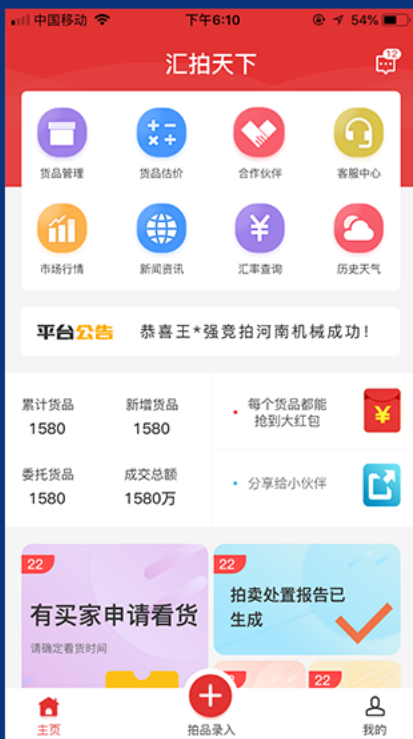 中国移动 下午6:10 54%
汇拍天下 12
货品管理 货品估价 合作伙伴 客服中心
市场行情 新闻资讯 汇率查询 历史天气
平台公告 恭喜王*强竞拍河南机械成功!
累计货品 新增货品
1580 1580
每个货品都能
抢到大红包
委托货品 成交总额
1580 1580万
分享给小伙伴
22 22
有买家申请看货
请确定看货时间
拍卖处置报告已
生成
22 22
主页 拍品录入 我的